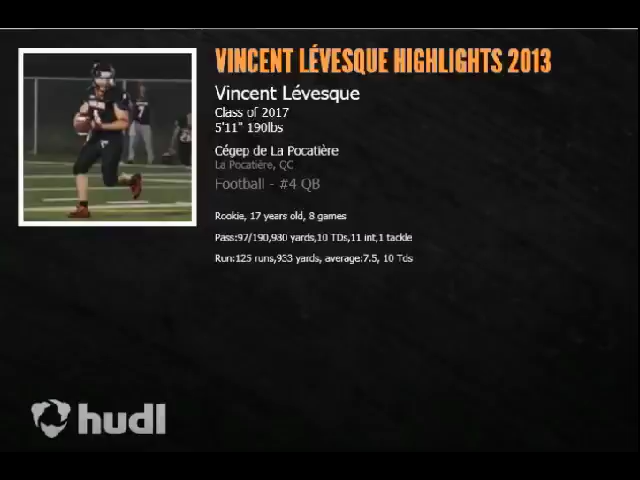 VINCENT LÉVESQUE HIGHLIGHTS 2013
Vincent Lévesque
Class of 2017
5'11" 190lbs
Cégep de La Pocatière
La Pocatière, QC
Football - #4 QB
Rookie, 17 years old, 8 games
Pass:97/190,980 yards,10 TDs,11 int,1 tackle
Run:125 runs,933 yards, average:7.5, 10 Tds
hudl